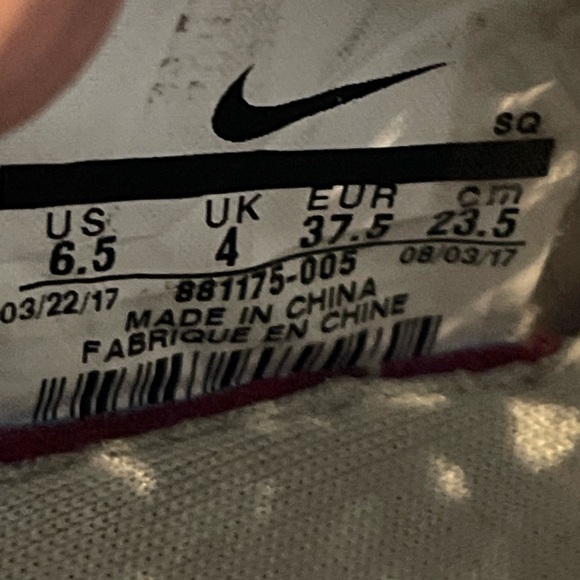 SQ
US UK EUR cm
6.5 4 37.5 23.5
03/22/17 881175-005 08/03/17
MADE IN CHINA
FABRIQUE EN CHINE